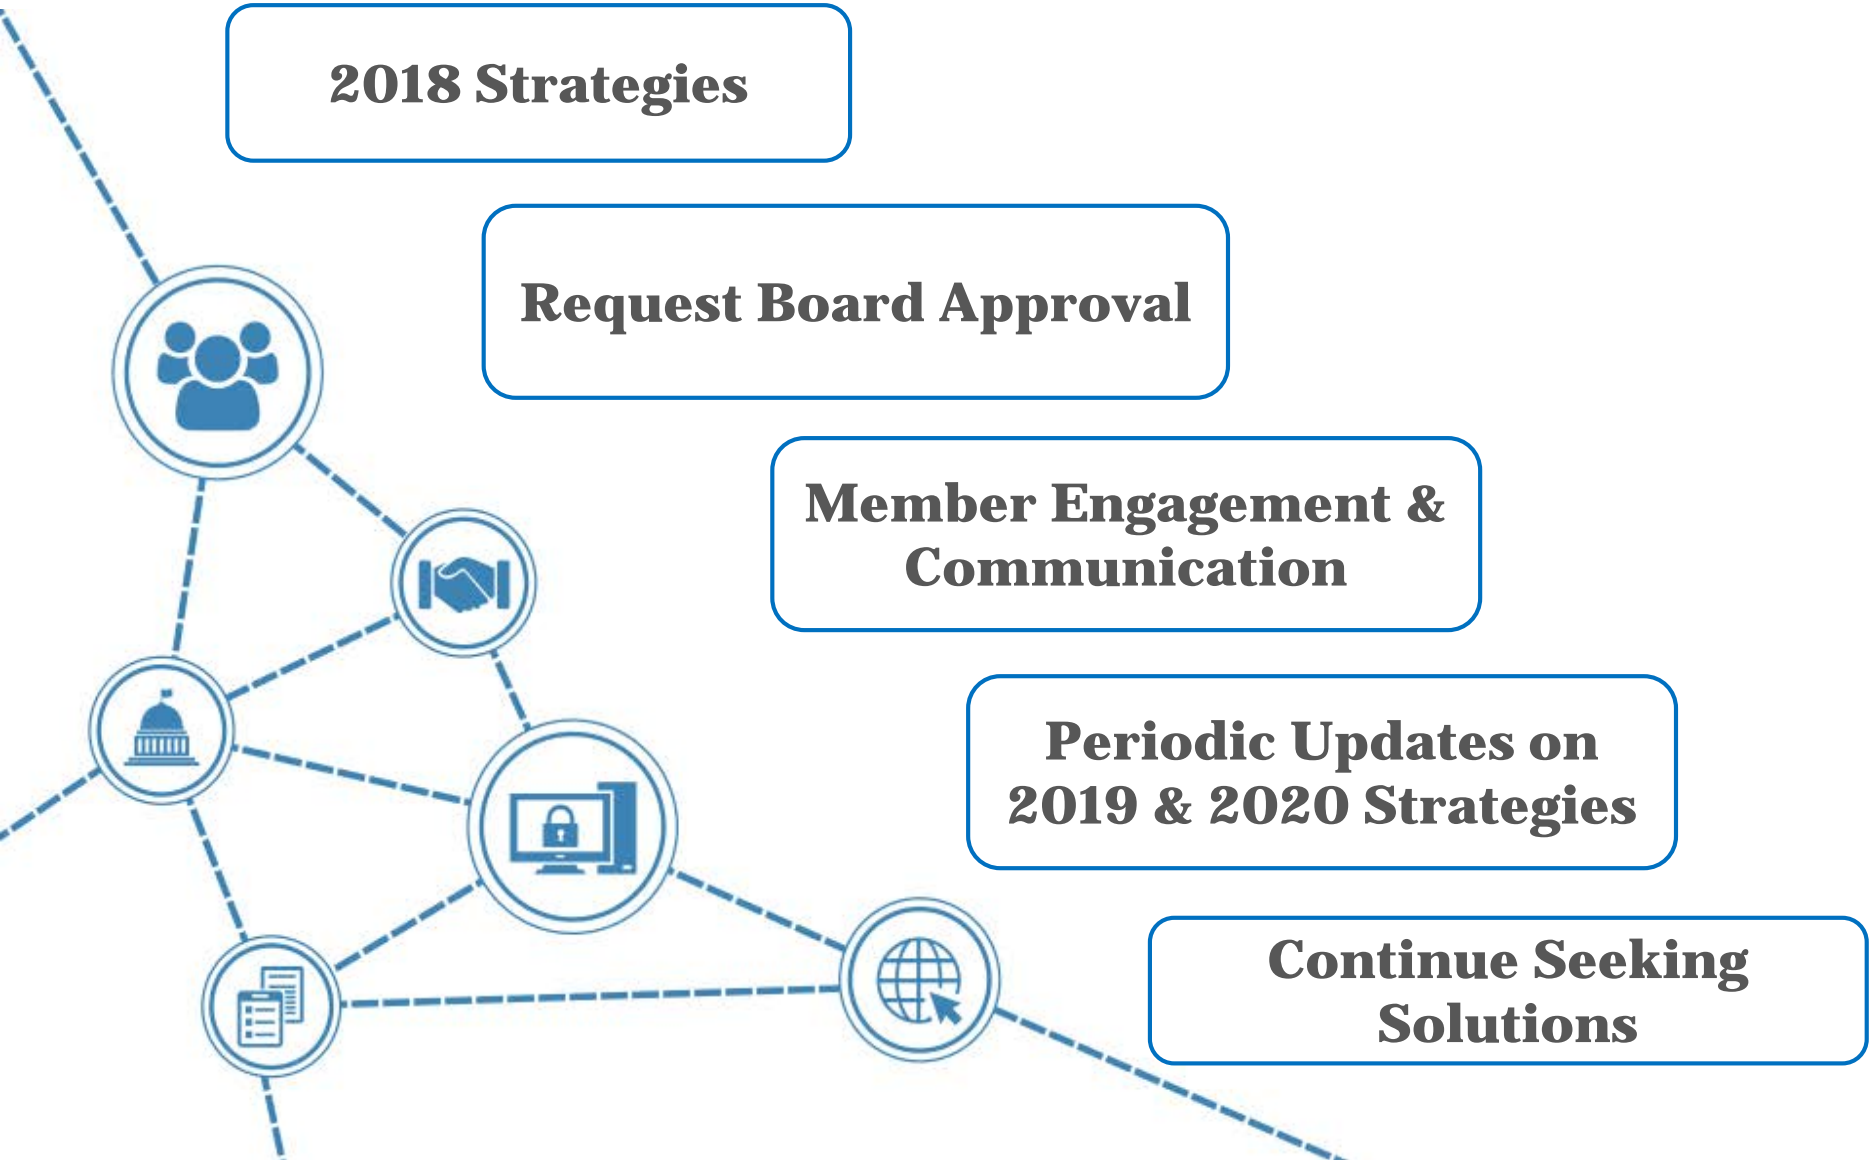 2018 Strategies
Request Board Approval
Member Engagement &
Communication
Periodic Updates on
2019 & 2020 Strategies
Continue Seeking
Solutions